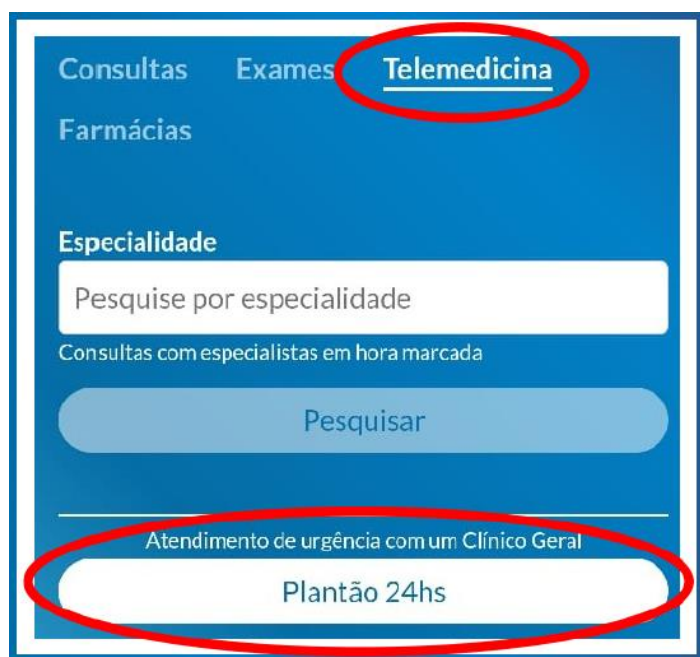 Consultas Exames Telemedicina
Farmácias
Especialidade
Pesquise por especialidade
Consultas com especialistas em hora marcada
Pesquisar
Atendimento de urgência com um Clínico Geral
Plantão 24hs